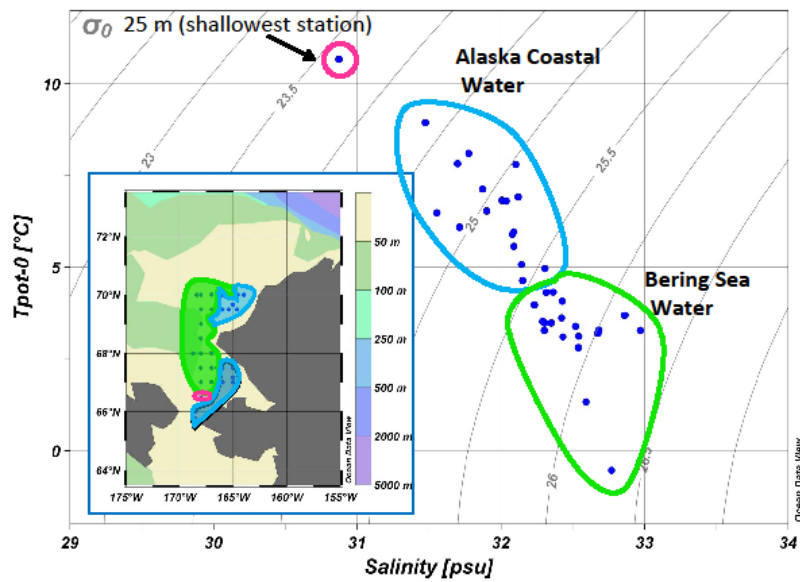 σ0 25 m (shallowest station)
Alaska Coastal
Water
Bering Sea
Water
10
5
0
Tpot-0 [°C]
29
30
31
32
33
34
Salinity [psu]
23
23.5
25
25.5
26
26.5
72°N
70°N
68°N
66°N
64°N
175°W
170°W
165°W
160°W
155°W
50 m
100 m
250 m
500 m
2000 m
5000 m
Ocean Data View
Ocean Data View